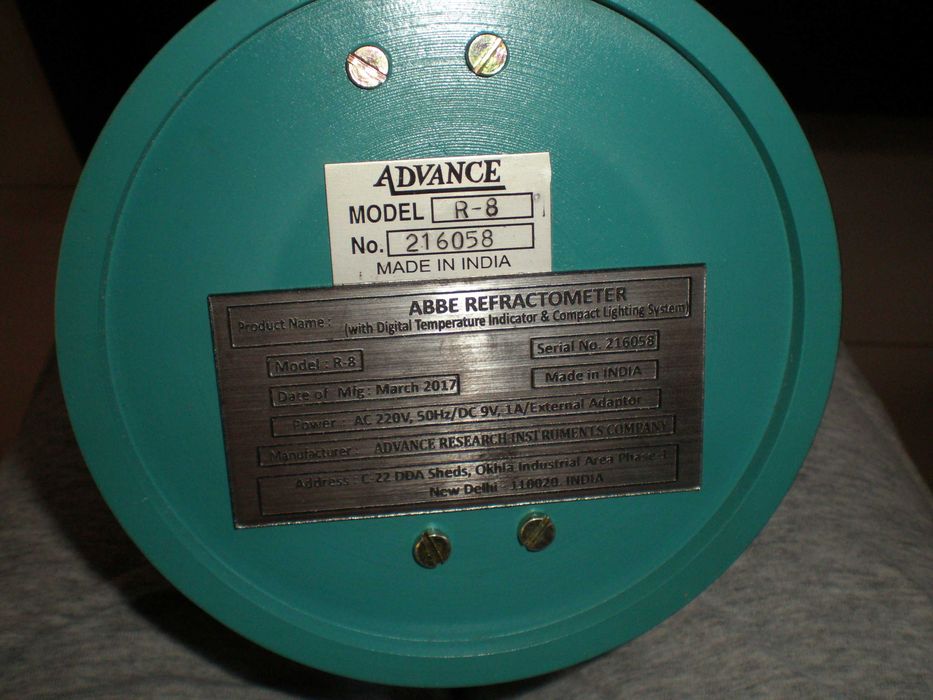 ADVANCE
MODEL R-8
No. 216058
MADE IN INDIA
Product Name : ABBE REFRACTOMETER
(with Digital Temperature Indicator & Compact Lighting System)
Model : R-8
Serial No. 216058
Date of Mfg : March 2017
Made in INDIA
Power : AC 220V, 50Hz/DC 9V, 1A/External Adaptor
Manufacturer : ADVANCE RESEARCH INSTRUMENTS COMPANY
Address : C-22 DDA Sheds, Okhla Industrial Area Phase-
New Delhi - 110020. INDIA